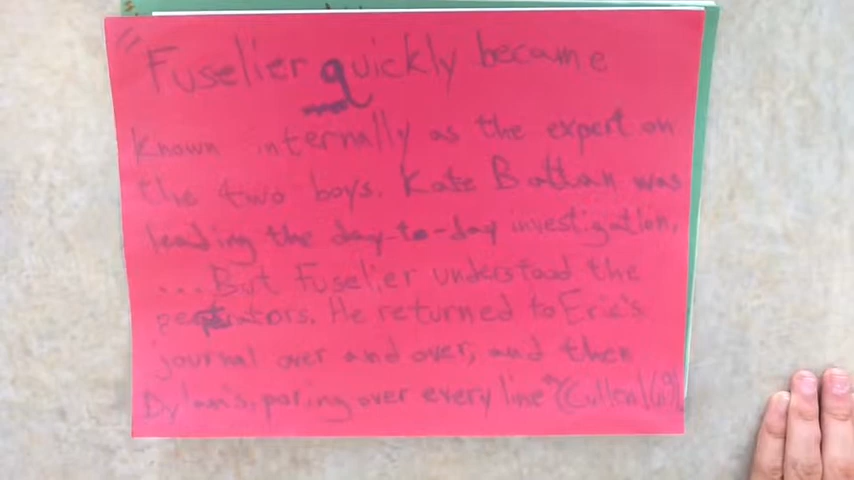 "Fuselier quickly became
known internally as the expert on
the two boys. Kate Battan was
leading the day-to-day investigation,
...But Fuselier understood the
perptrators. He returned to Eric's
journal over and over, and then
Dylan's, poring over every line" (Cullen 169).